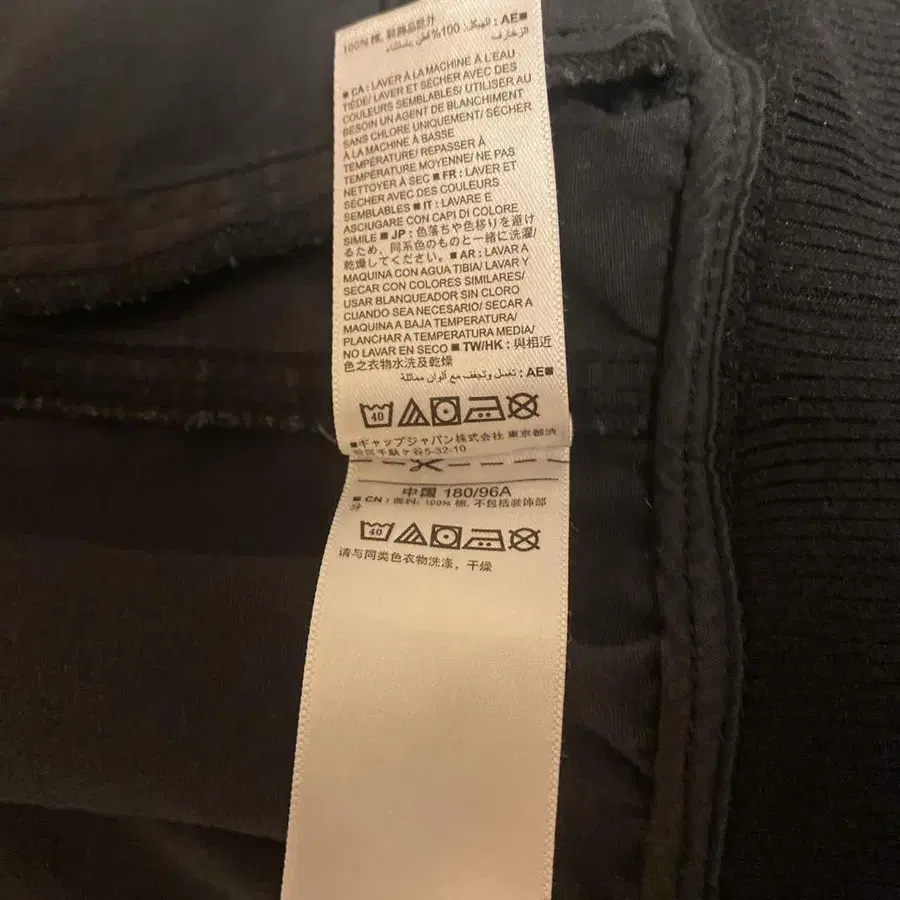 100% 棉, 裝飾品除外
AE: الهيكل: 100% قطن باستثناء
الزخارف
■ CA : LAVER À LA MACHINE À L'EAU
TIÈDE/ LAVER ET SÉCHER AVEC DES
COULEURS SEMBLABLES/ UTILISER AU
BESOIN UN AGENT DE BLANCHIMENT
SANS CHLORE UNIQUEMENT/ SÉCHER
À LA MACHINE À BASSE
TEMPÉRATURE/ REPASSER À
TEMPÉRATURE MOYENNE/ NE PAS
NETTOYER À SEC ■ FR : LAVER ET
SÉCHER AVEC DES COULEURS
SEMBLABLES ■ IT : LAVARE E
ASCIUGARE CON CAPI DI COLORE
SIMILE ■ JP : 色落ちや色移りを避け
るため、同系色のものと一緒に洗濯/
乾燥してください。■ AR : LAVAR A
MAQUINA CON AGUA TIBIA/ LAVAR Y
SECAR CON COLORES SIMILARES/
USAR BLANQUEADOR SIN CLORO
CUANDO SEA NECESARIO/ SECAR A
MAQUINA A BAJA TEMPERATURA/
PLANCHAR A TEMPERATURA MEDIA/
NO LAVAR EN SECO ■ TW/HK : 與相近
色之衣物水洗及乾燥
■AE : تغسل وتجفف مع ألوان مماثلة
40
■ギャップジャパン株式会社 東京都渋
谷区千駄ヶ谷5-32-10
中国 180/96A
■ CN : 面料: 100% 棉, 不包括装饰部
分
40
请与同类色衣物洗涤，干燥